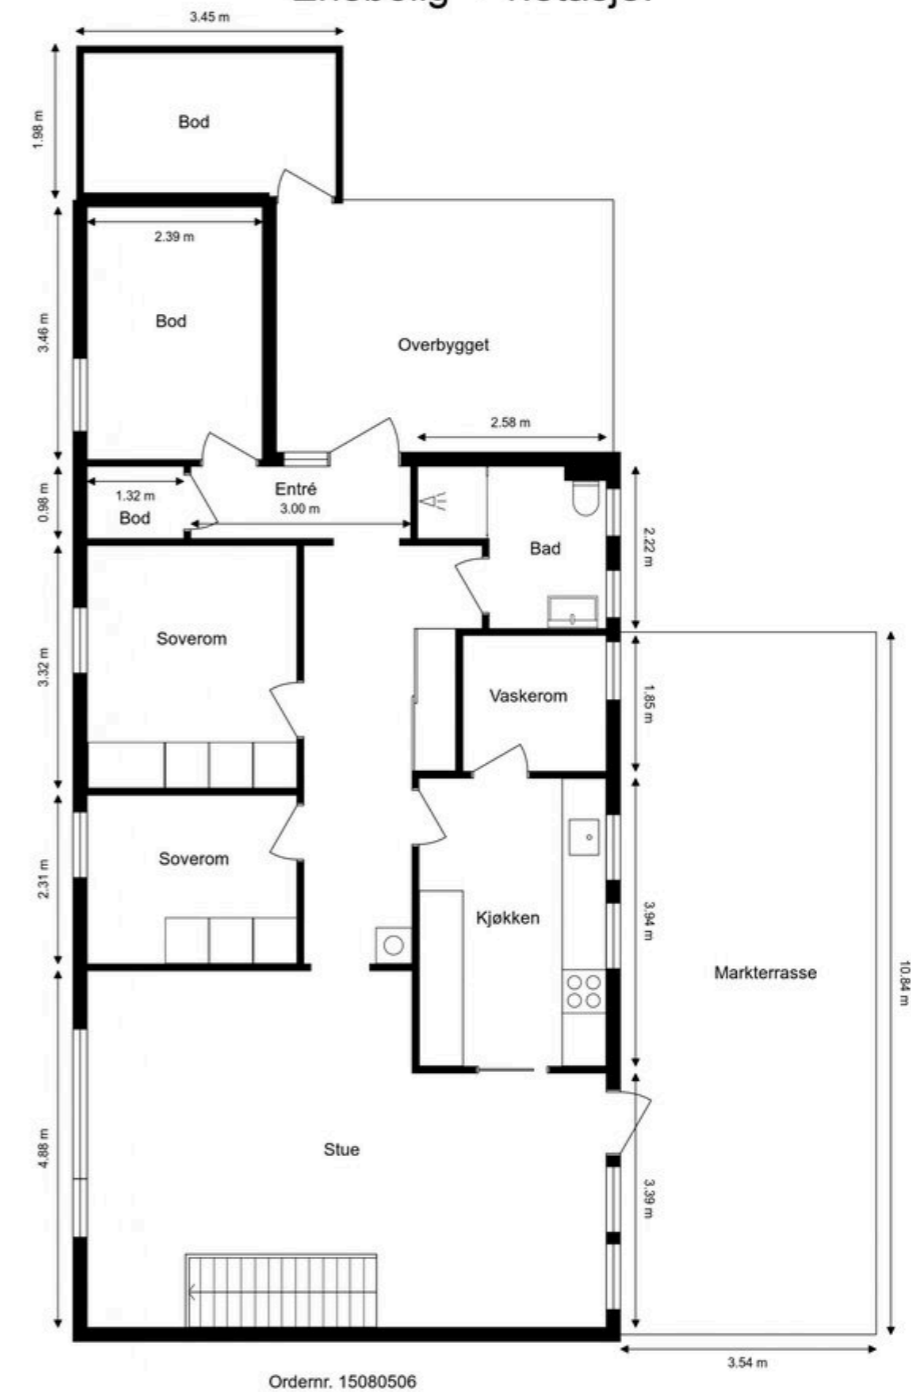 3.45 m
1.98 m
Bod
2.39 m
3.46 m
Bod
Overbygget
2.58 m
0.98 m
1.32 m
Bod
Entré
3.00 m
Bad
2.22 m
Soverom
3.32 m
Vaskerom
1.85 m
Soverom
2.31 m
Kjøkken
3.94 m
Markterrasse
10.84 m
Stue
4.88 m
3.39 m
3.54 m
Ordernr. 15080506